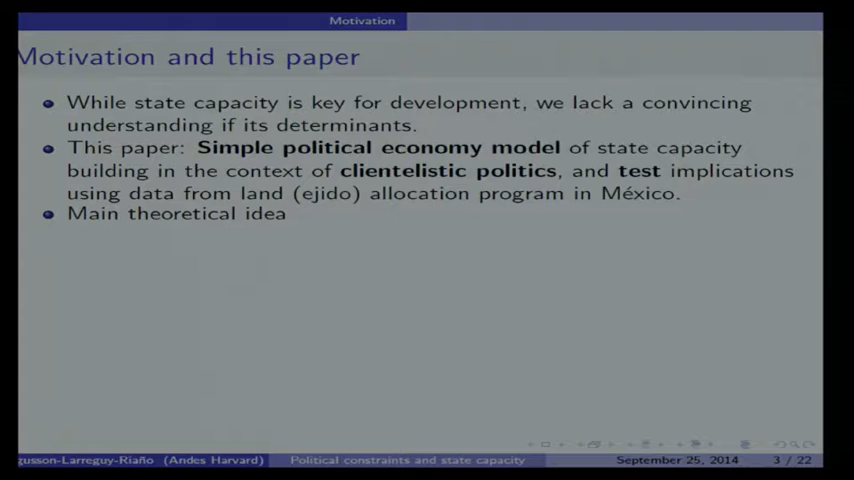 Motivation
Motivation and this paper
While state capacity is key for development, we lack a convincing
understanding if its determinants.
This paper: Simple political economy model of state capacity
building in the context of clientelistic politics, and test implications
using data from land (ejido) allocation program in México.
Main theoretical idea
gusson-Larreguy-Riaño (Andes Harvard)
Political constraints and state capacity
September 25, 2014
3 / 22